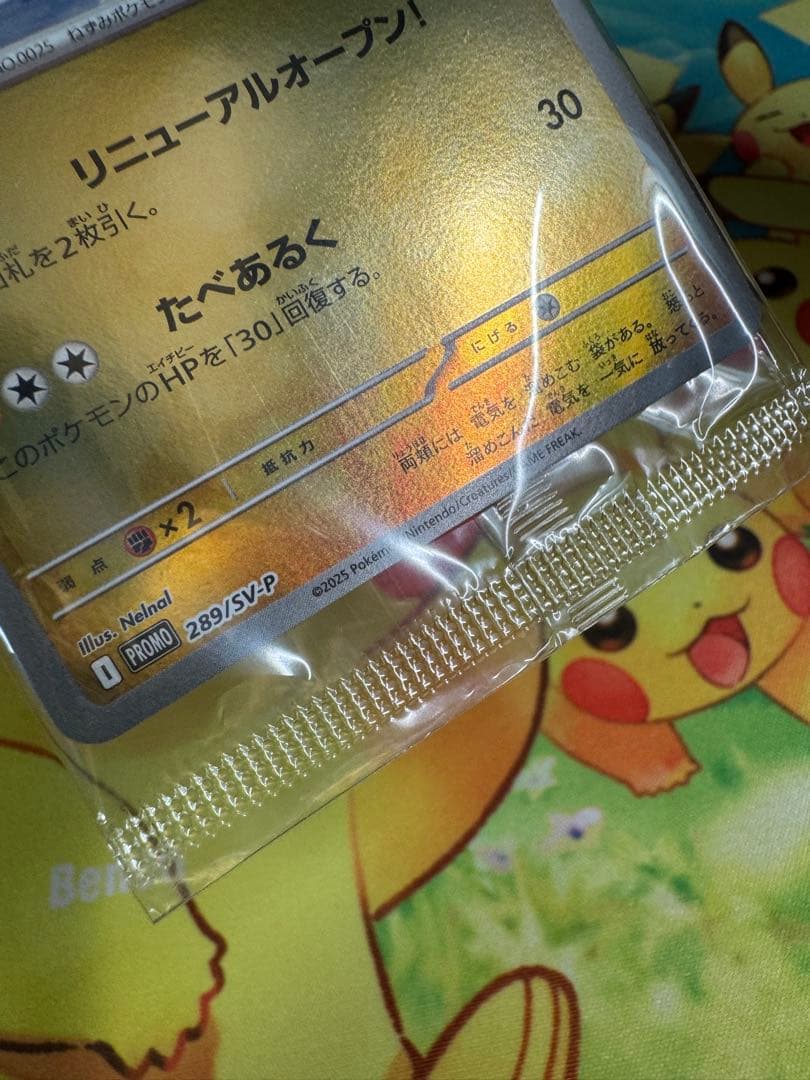 NO.0025 ねずみポケモン
リニューアルオープン!
札を2枚引く。
たべあるく 30
このポケモンのHPを「30」回復する。
弱点 ×2 抵抗力 にげる
両頬には 電気を 溜めこむ 袋がある。 怒ると
溜めこんだ 電気を 一気に 放ってくる。
Illus. Nelnal
I PROMO 289/SV-P
©2025 Pokémon/Nintendo/Creatures/GAME FREAK.